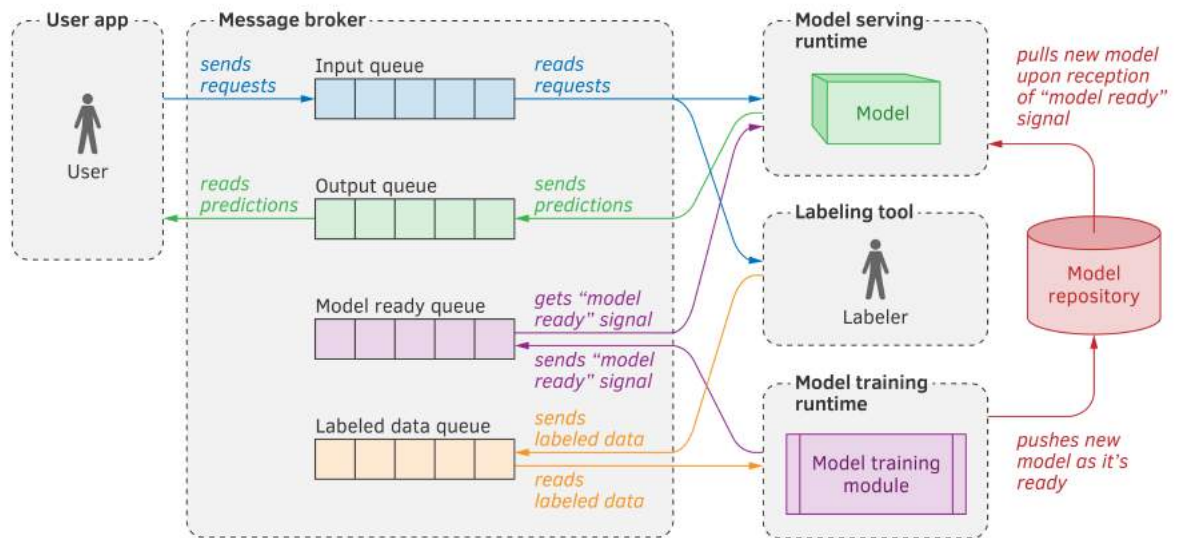 User app
User
Message broker
sends
requests
Input queue
reads
requests
reads
predictions
Output queue
sends
predictions
Model ready queue
gets “model
ready” signal
sends “model
ready” signal
Labeled data queue
sends
labeled data
reads
labeled data
Model serving
runtime
Model
Labeling tool
Labeler
Model training
runtime
Model training
module
pulls new model
upon reception
of “model ready”
signal
Model
repository
pushes new
model as it’s
ready